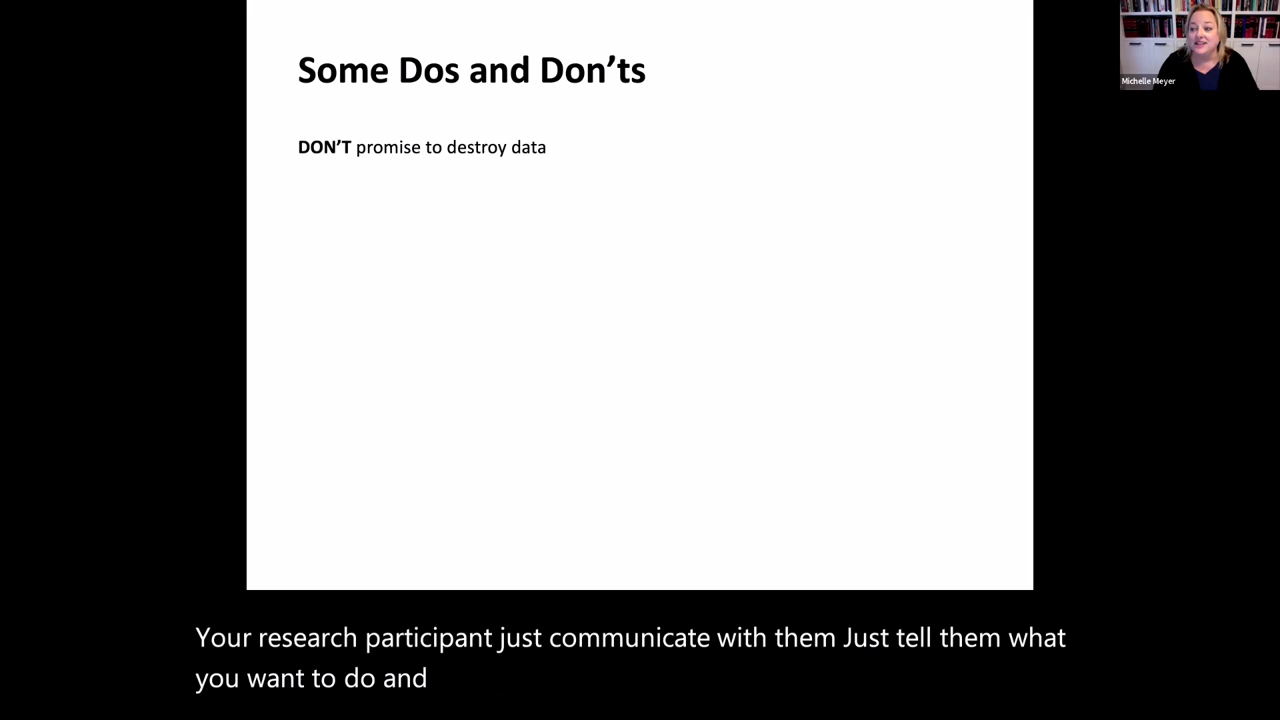 Some Dos and Don’ts
Michelle Meyer
DON’T promise to destroy data
Your research participant just communicate with them Just tell them what
you want to do and